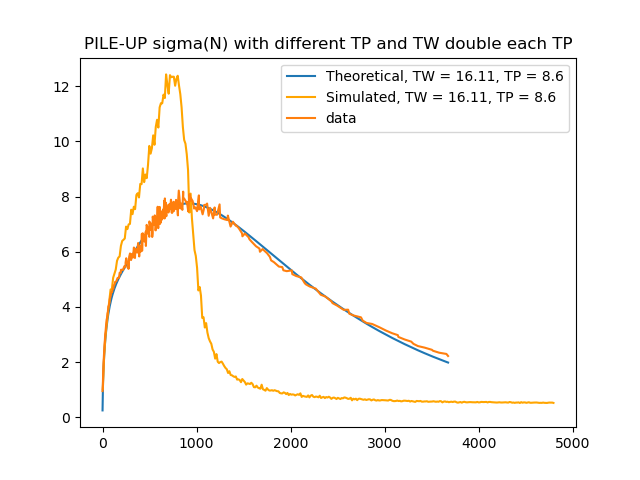 PILE-UP sigma(N) with different TP and TW double each TP
Theoretical, TW = 16.11, TP = 8.6
Simulated, TW = 16.11, TP = 8.6
data
12
10
8
6
4
2
0
0 1000 2000 3000 4000 5000